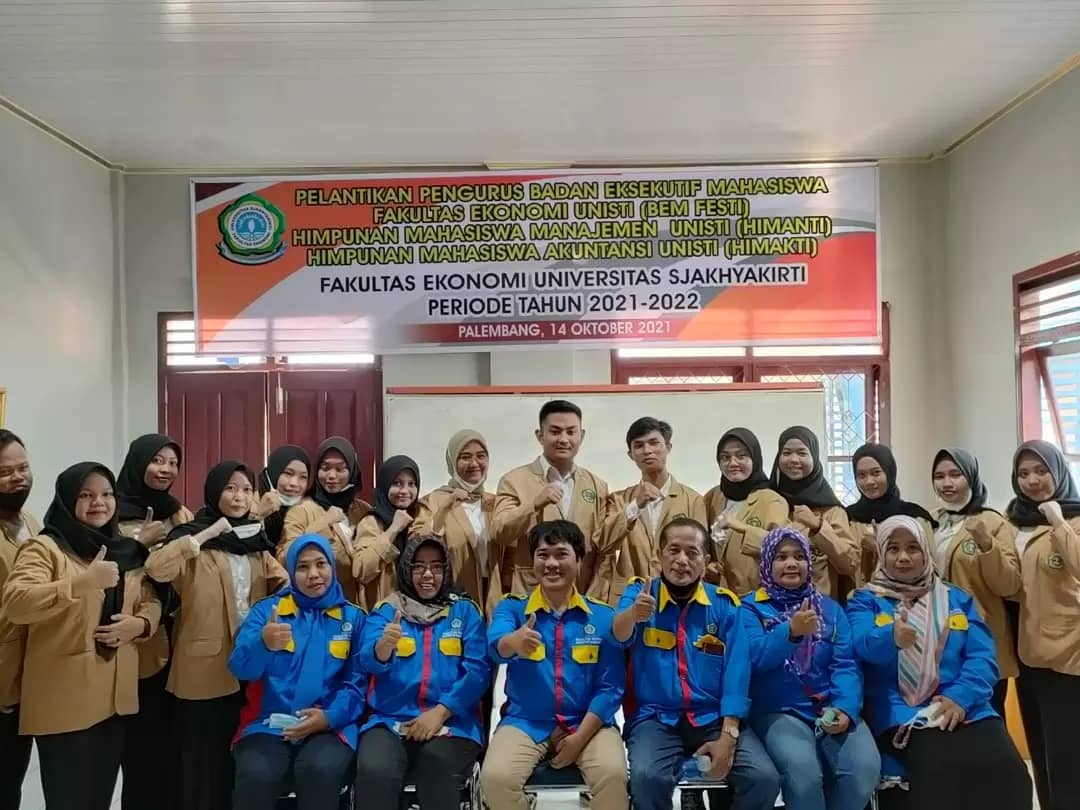 PELANTIKAN PENGURUS BADAN EKSEKUTIF MAHASISWA
FAKULTAS EKONOMI UNISTI (BEM FESTI)
HIMPUNAN MAHASISWA MANAJEMEN UNISTI (HIMANTI)
HIMPUNAN MAHASISWA AKUNTANSI UNISTI (HIMAKTI)
FAKULTAS EKONOMI UNIVERSITAS SJAKHYAKIRTI
PERIODE TAHUN 2021-2022
PALEMBANG, 14 OKTOBER 2021